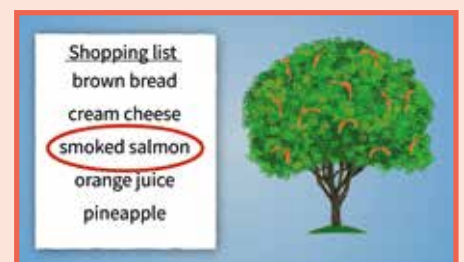 Shopping list
brown bread
cream cheese
smoked salmon
orange juice
pineapple